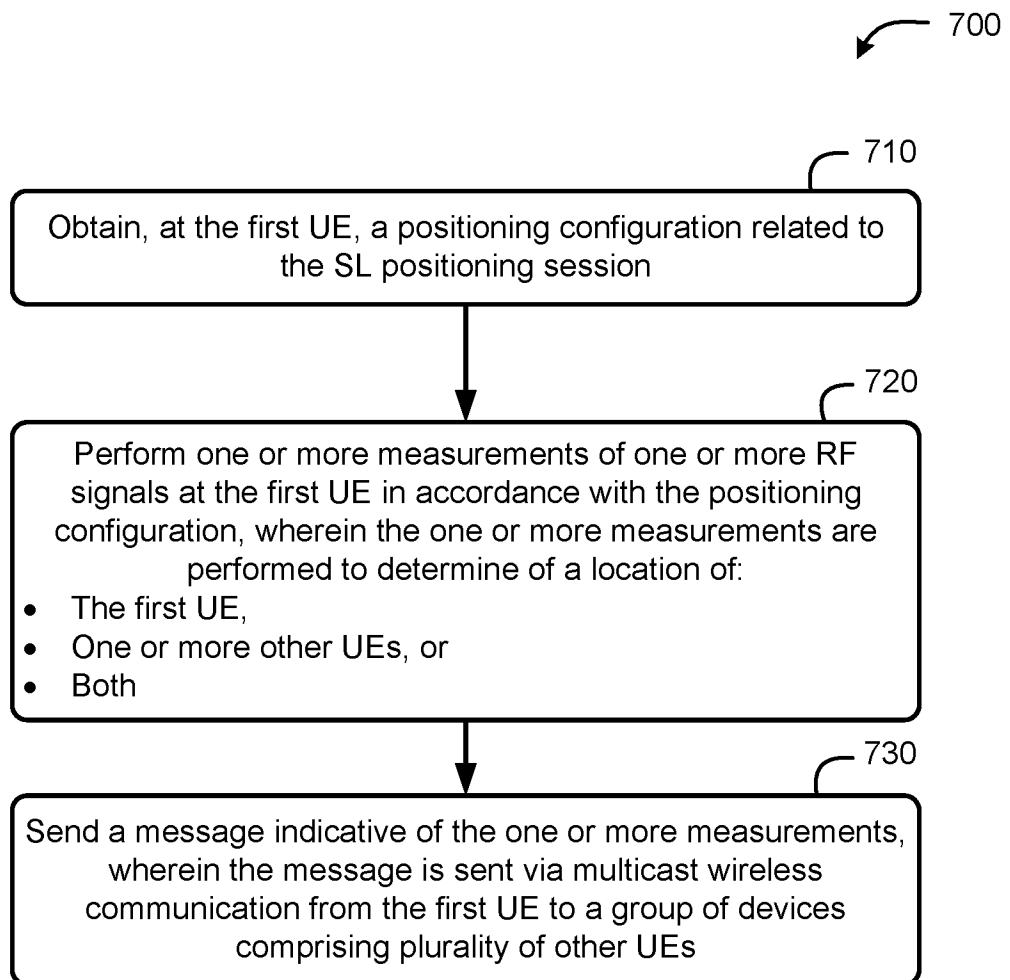 700
710
Obtain, at the first UE, a positioning configuration related to
the SL positioning session
720
Perform one or more measurements of one or more RF
signals at the first UE in accordance with the positioning
configuration, wherein the one or more measurements are
performed to determine of a location of:
• The first UE,
• One or more other UEs, or
• Both
730
Send a message indicative of the one or more measurements,
wherein the message is sent via multicast wireless
communication from the first UE to a group of devices
comprising plurality of other UEs